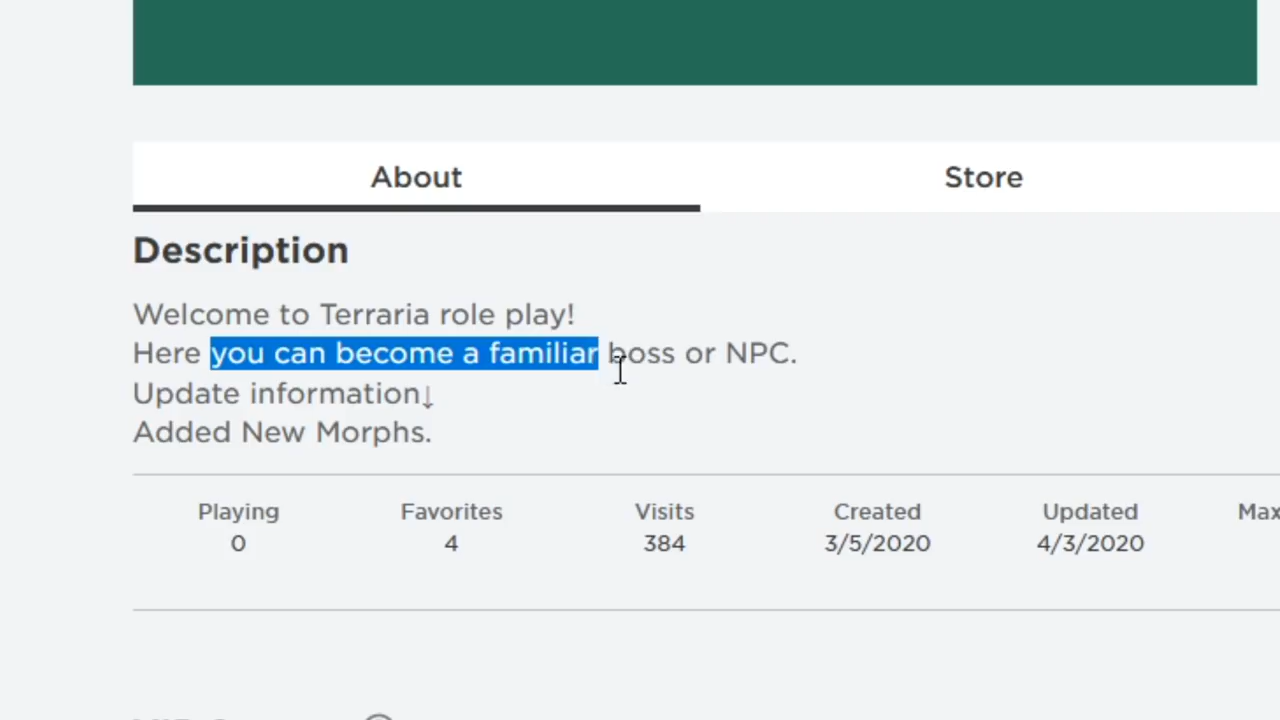 About
Store
Description
Welcome to Terraria role play!
Here you can become a familiar boss or NPC.
Update information↓
Added New Morphs.
Playing
Favorites
Visits
Created
Updated
Max
0
4
384
3/5/2020
4/3/2020